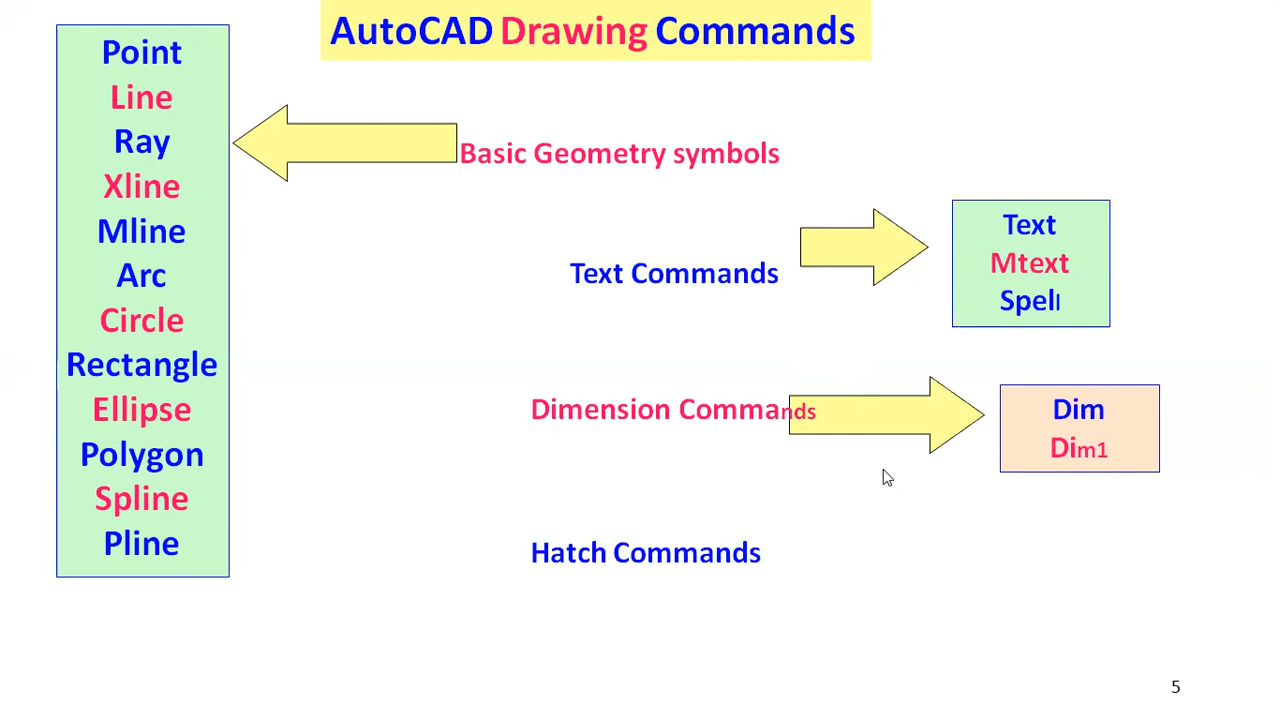 AutoCAD Drawing Commands
Point
Line
Ray
Xline
Mline
Arc
Circle
Rectangle
Ellipse
Polygon
Spline
Pline
Basic Geometry symbols
Text Commands
Text
Mtext
Spell
Dimension Commands
Dim
Dim1
Hatch Commands
5